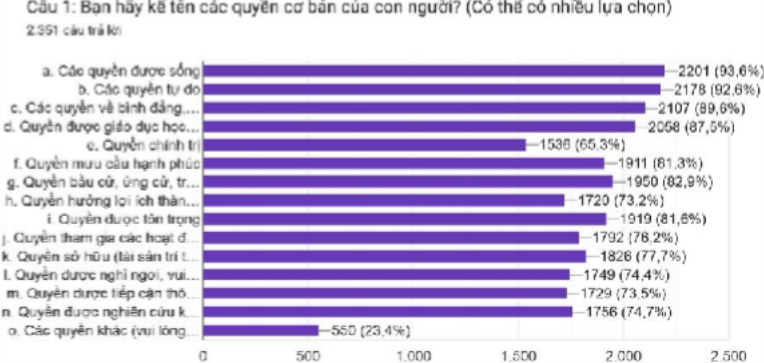 Câu 1: Bạn hãy kể tên các quyền cơ bản của con người? (Có thể có nhiều lựa chọn)
2.351 câu trả lời
a. Các quyền được sống 2201 (93,6%)
b. Các quyền tự do 2178 (92,6%)
c. Các quyền về bình đẳng,... 2107 (89,6%)
d. Quyền được giáo dục học... 2058 (87,5%)
e. Quyền chính trị 1536 (65,3%)
f. Quyền mưu cầu hạnh phúc 1911 (81,3%)
g. Quyền bầu cử, ứng cử, tr... 1950 (82,9%)
h. Quyền hưởng lợi ích thàn... 1720 (73,2%)
i. Quyền được tôn trọng 1919 (81,6%)
j. Quyền tham gia các hoạt đ... 1792 (76,2%)
k. Quyền sở hữu (tài sản trí t... 1826 (77,7%)
l. Quyền được nghỉ ngơi, vui... 1749 (74,4%)
m. Quyền được tiếp cận thô... 1729 (73,5%)
n. Quyền được nghiên cứu k... 1756 (74,7%)
o. Các quyền khác (vui lòng... 550 (23,4%)
0 500 1.000 1.500 2.000 2.500